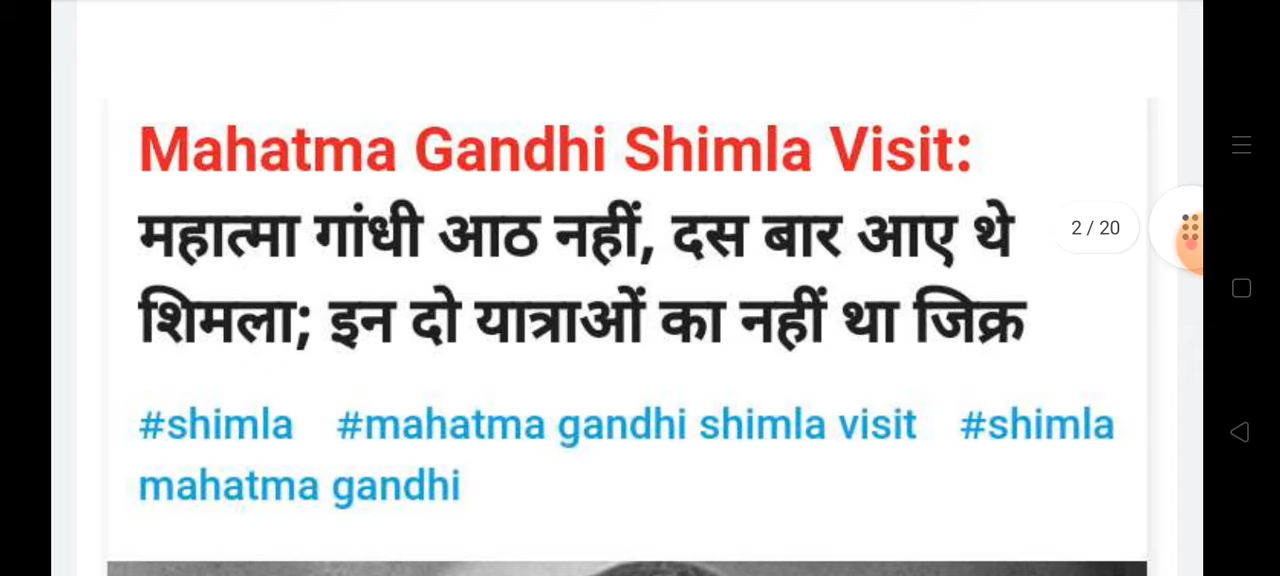 Mahatma Gandhi Shimla Visit:
महात्मा गांधी आठ नहीं, दस बार आए थे
शिमला; इन दो यात्राओं का नहीं था जिक्र
2 / 20
#shimla #mahatma gandhi shimla visit #shimla
mahatma gandhi